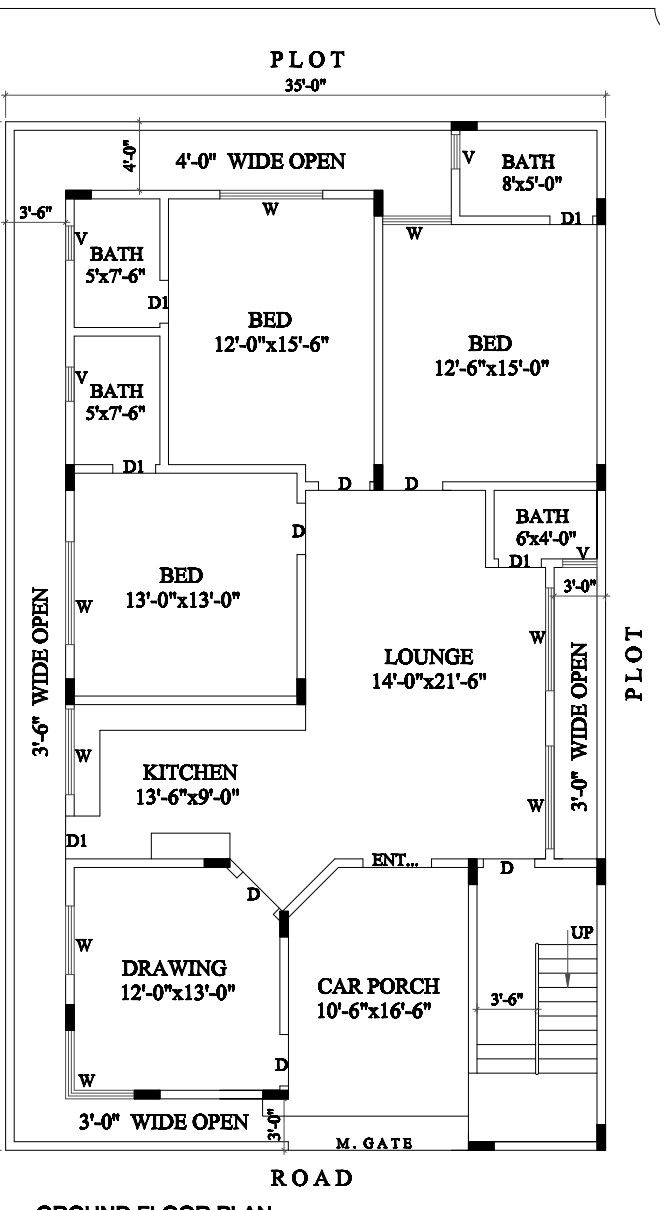 PLOT
35'-0"
4'-0"
4'-0" WIDE OPEN
V
BATH
8'x5'-0"
3'-6"
W
D1
V
BATH
5'x7'-6"
W
D1
BED
12'-0"x15'-6"
BED
12'-6"x15'-0"
V
BATH
5'x7'-6"
D1
D
D
BATH
6'x4'-0"
D
D1
V
BED
13'-0"x13'-0"
3'-0"
W
3'-6" WIDE OPEN
W
LOUNGE
14'-0"x21'-6"
3'-0" WIDE OPEN
PLOT
W
KITCHEN
13'-6"x9'-0"
W
D1
ENT...
D
D
UP
W
DRAWING
12'-0"x13'-0"
CAR PORCH
10'-6"x16'-6"
3'-6"
D
W
3'-0" WIDE OPEN
3'-0"
M. GATE
ROAD
GROUND FLOOR PLAN